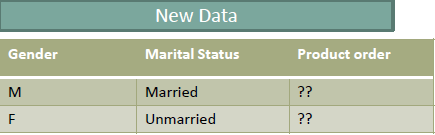 New Data
Gender Marital Status Product order
M Married ??
F Unmarried ??